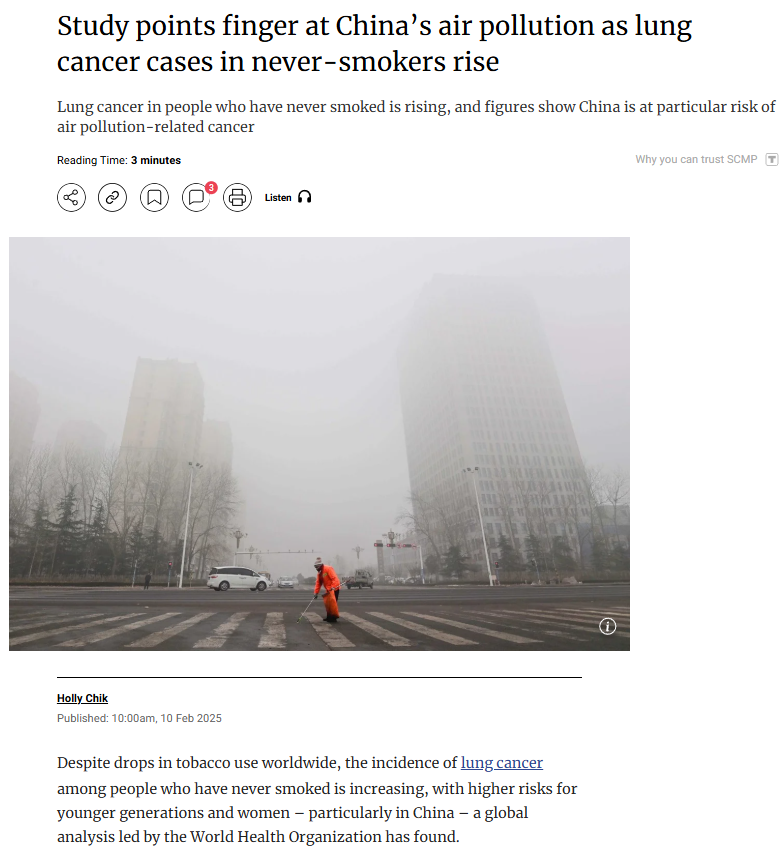 Study points finger at China’s air pollution as lung
cancer cases in never-smokers rise
Lung cancer in people who have never smoked is rising, and figures show China is at particular risk of
air pollution-related cancer
Reading Time: 3 minutes
Why you can trust SCMP
3
Listen
Holly Chik
Published: 10:00am, 10 Feb 2025
Despite drops in tobacco use worldwide, the incidence of lung cancer
among people who have never smoked is increasing, with higher risks for
younger generations and women – particularly in China – a global
analysis led by the World Health Organization has found.